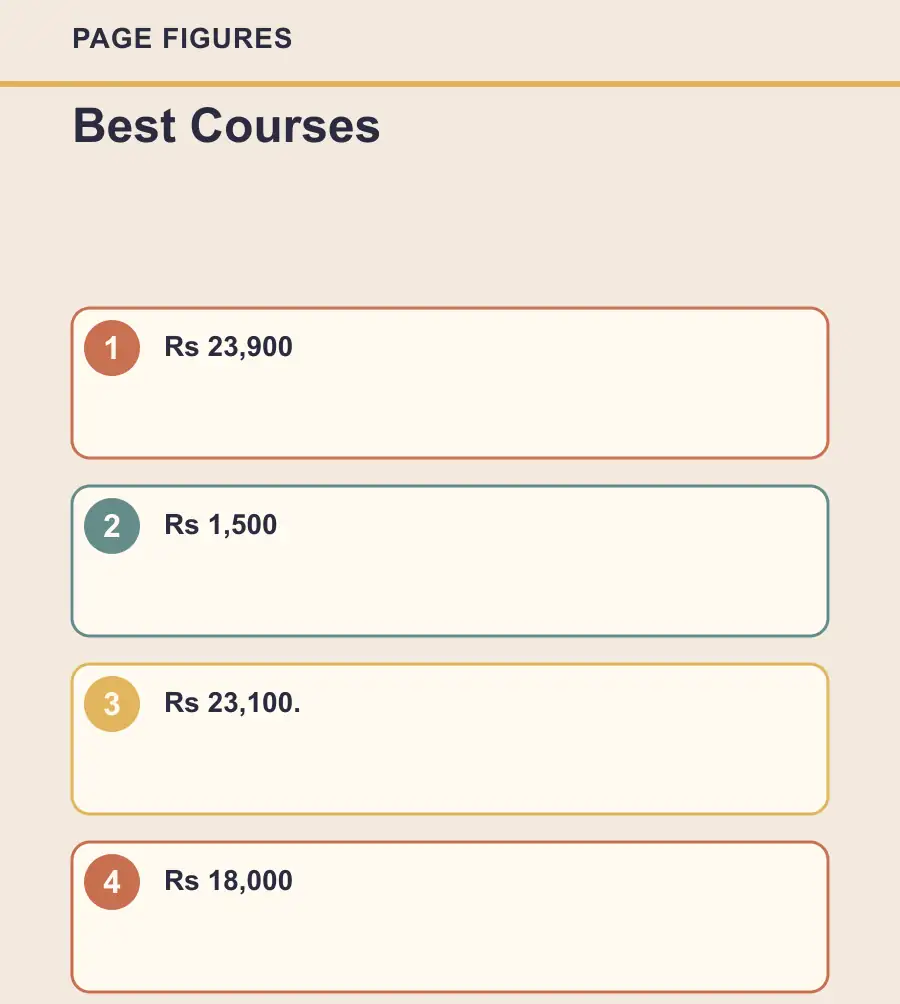 PAGE FIGURES
Best Courses
1 Rs 23,900
2 Rs 1,500
3 Rs 23,100.
4 Rs 18,000